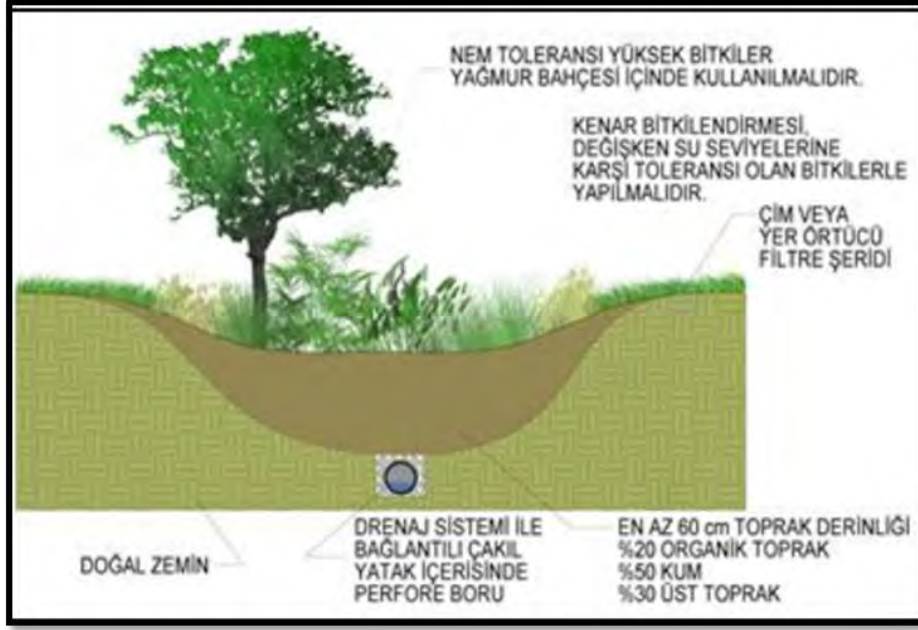 NEM TOLERANSI YÜKSEK BİTKİLER
YAĞMUR BAHÇESİ İÇİNDE KULLANILMALIDIR.
KENAR BİTKİLENDİRMESİ,
DEĞİŞKEN SU SEVİYELERİNE
KARŞI TOLERANSI OLAN BİTKİLERLE
YAPILMALIDIR.
ÇİM VEYA
YER ÖRTÜCÜ
FİLTRE ŞERİDİ
DOĞAL ZEMİN
DRENAJ SİSTEMİ İLE
BAĞLANTILI ÇAKIL
YATAK İÇERİSİNDE
PERFORE BORU
EN AZ 60 cm TOPRAK DERİNLİĞİ
%20 ORGANİK TOPRAK
%50 KUM
%30 ÜST TOPRAK